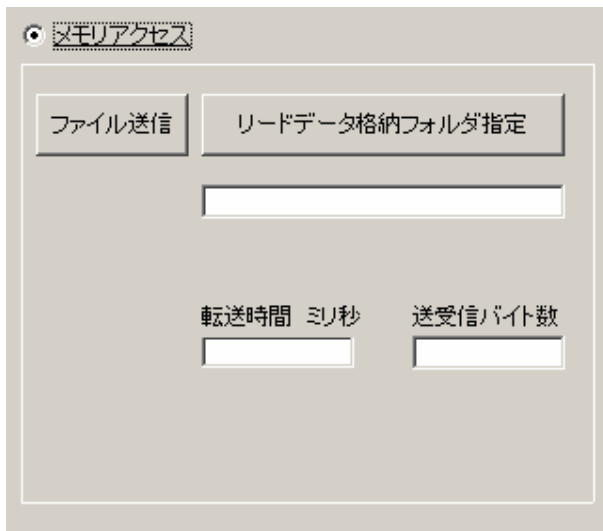 メモリアクセス
ファイル送信 リードデータ格納フォルダ指定
転送時間 ミリ秒 送受信バイト数